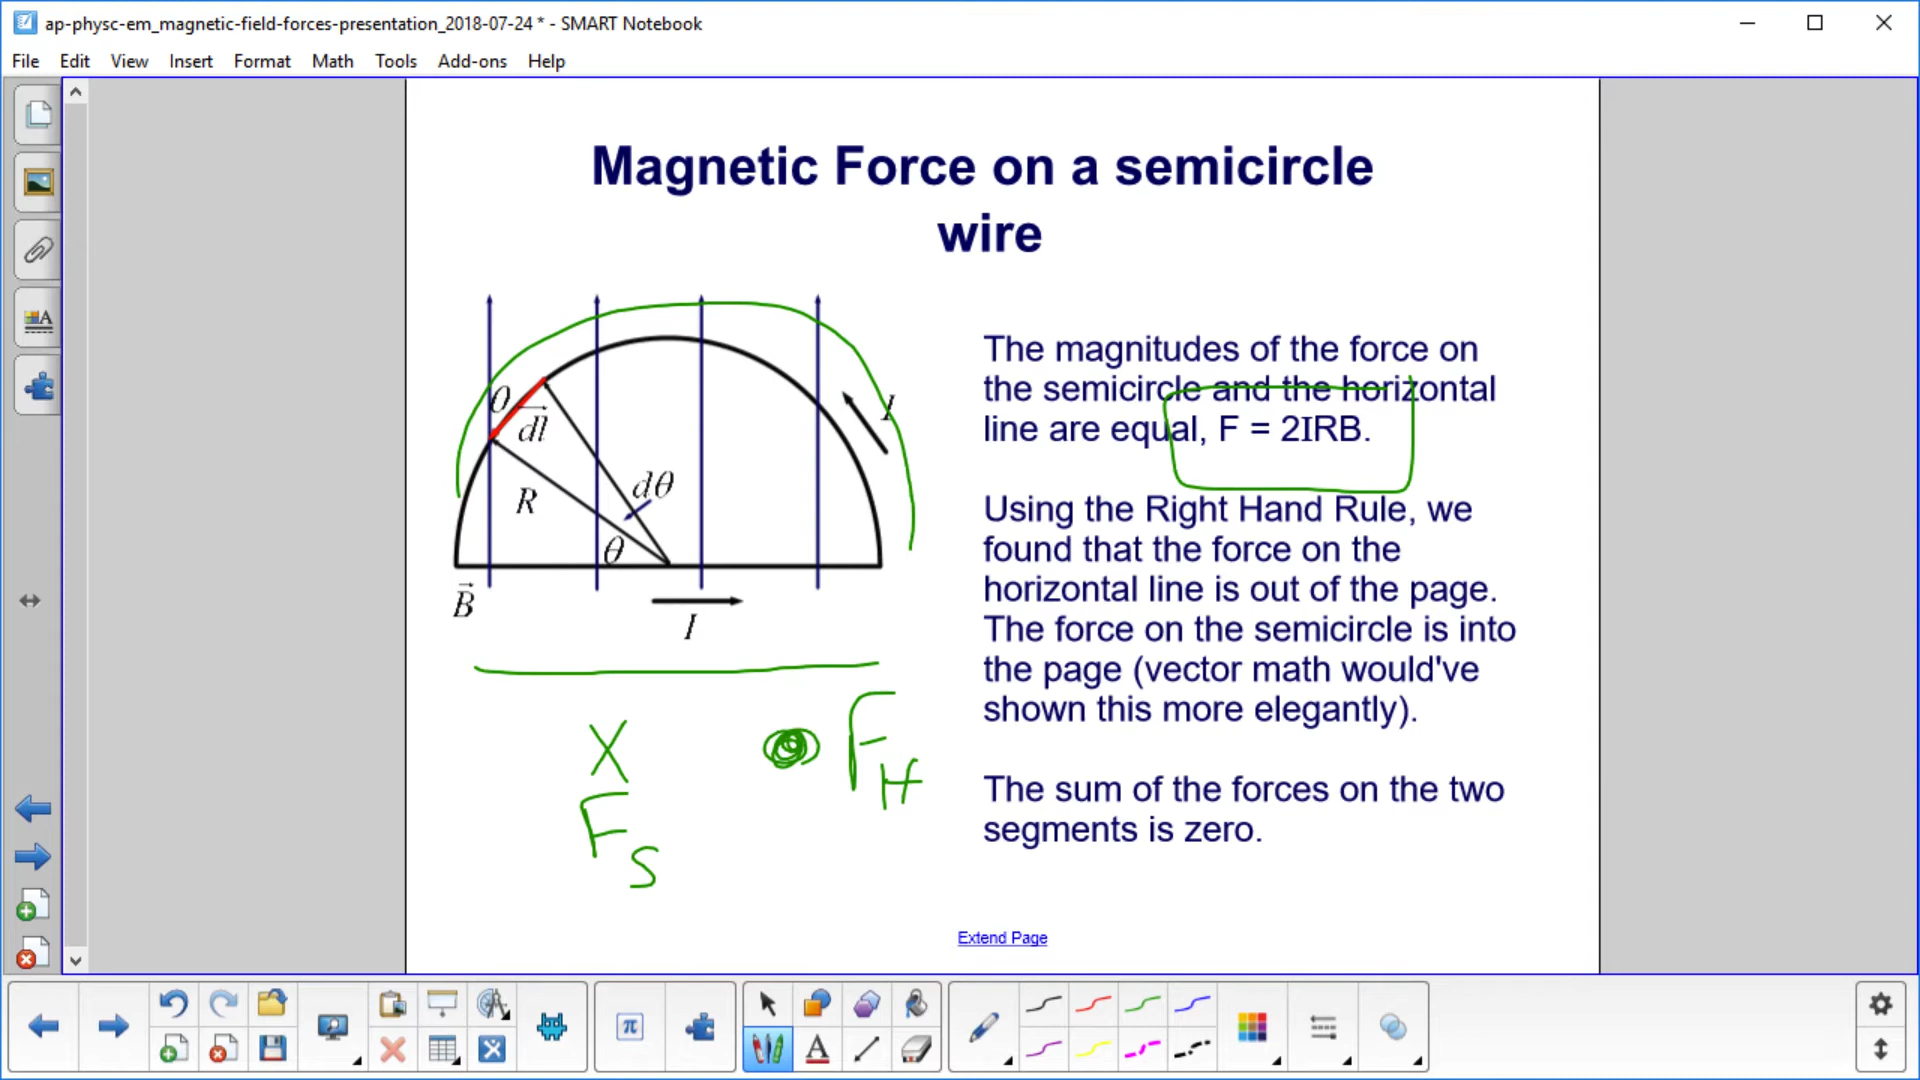 ap-physc-em_magnetic-field-forces-presentation_2018-07-24 * - SMART Notebook
File Edit View Insert Format Math Tools Add-ons Help
Magnetic Force on a semicircle
wire
θ
dl
I
R
dθ
θ
B
I
The magnitudes of the force on
the semicircle and the horizontal
line are equal, F = 2IRB.
Using the Right Hand Rule, we
found that the force on the
horizontal line is out of the page.
The force on the semicircle is into
the page (vector math would've
shown this more elegantly).
The sum of the forces on the two
segments is zero.
X
F_S
F_H
Extend Page
π
A